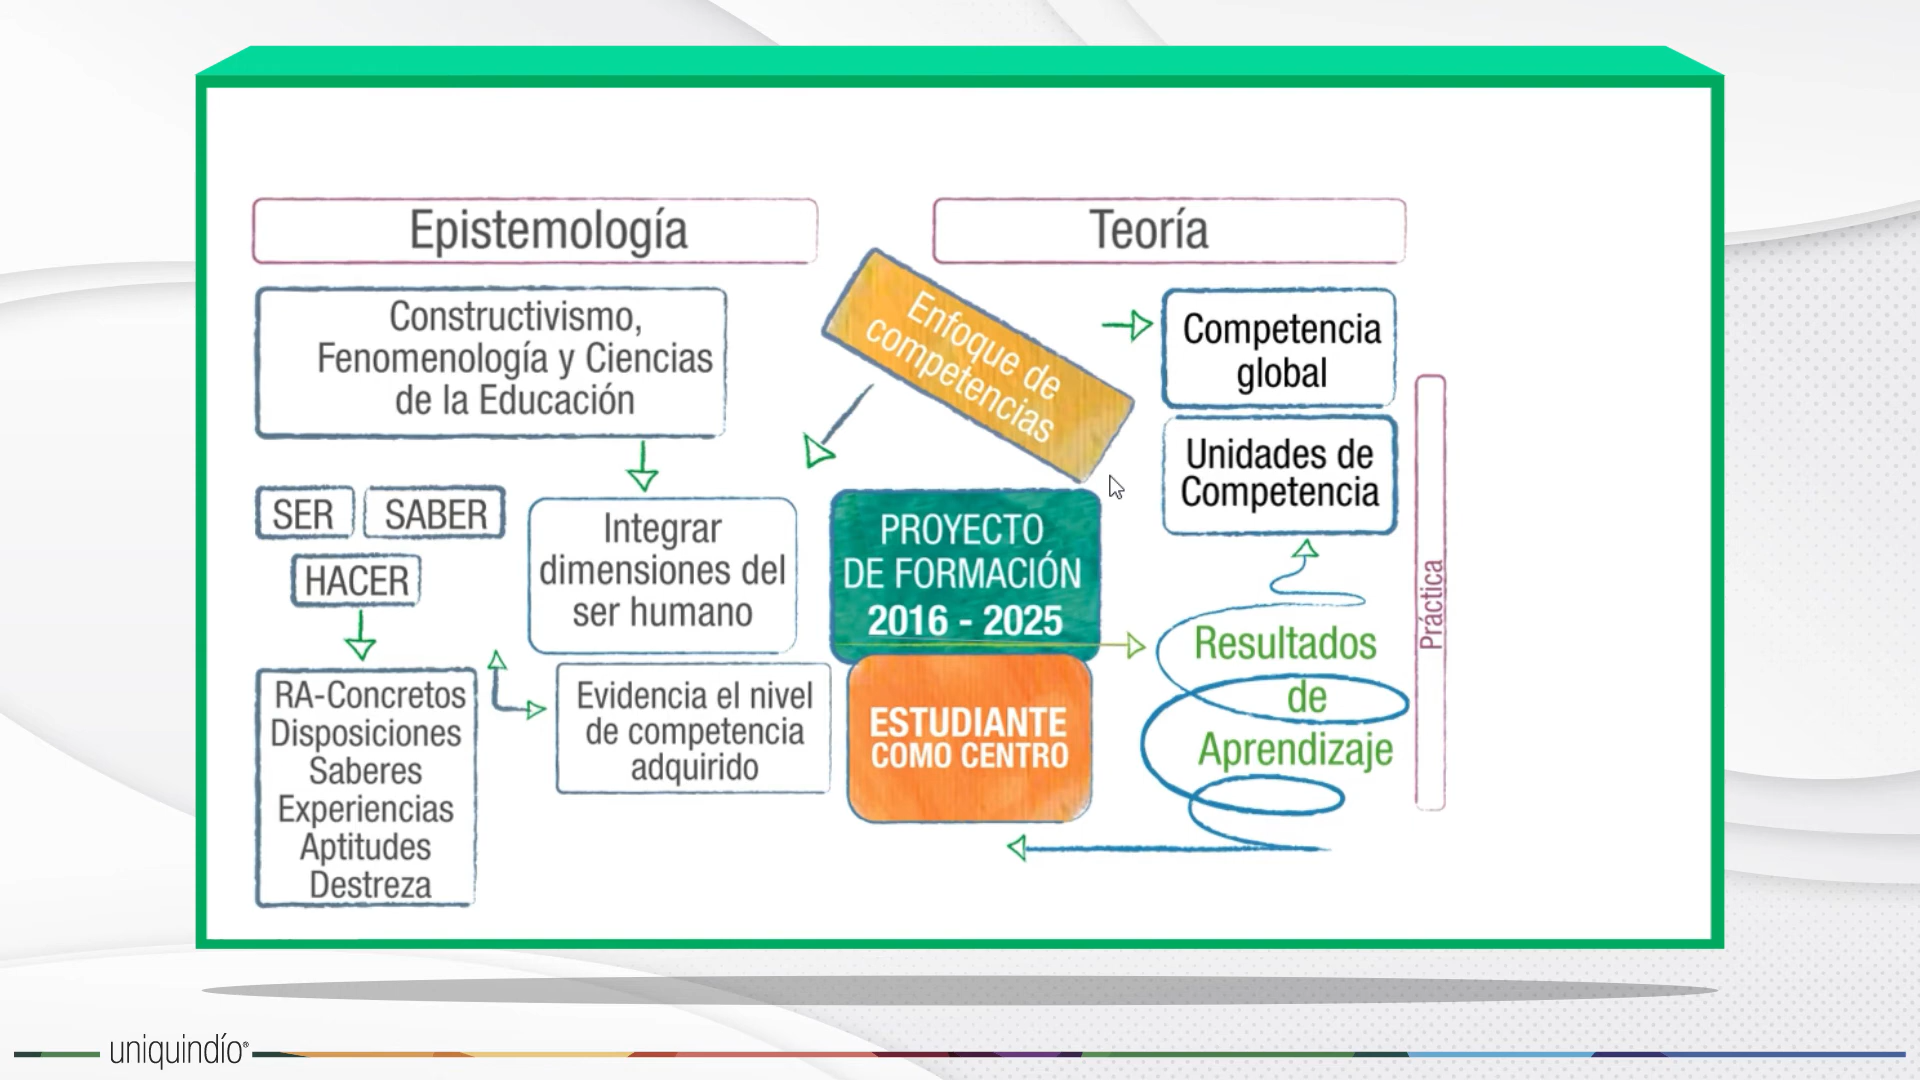 Epistemología
Teoría
Constructivismo,
Fenomenología y Ciencias
de la Educación
Enfoque de
competencias
Competencia
global
Unidades de
Competencia
SER
SABER
HACER
Integrar
dimensiones del
ser humano
PROYECTO
DE FORMACIÓN
2016 - 2025
Resultados
de
Aprendizaje
Práctica
RA-Concretos
Disposiciones
Saberes
Experiencias
Aptitudes
Destreza
Evidencia el nivel
de competencia
adquirido
ESTUDIANTE
COMO CENTRO
uniquindío®